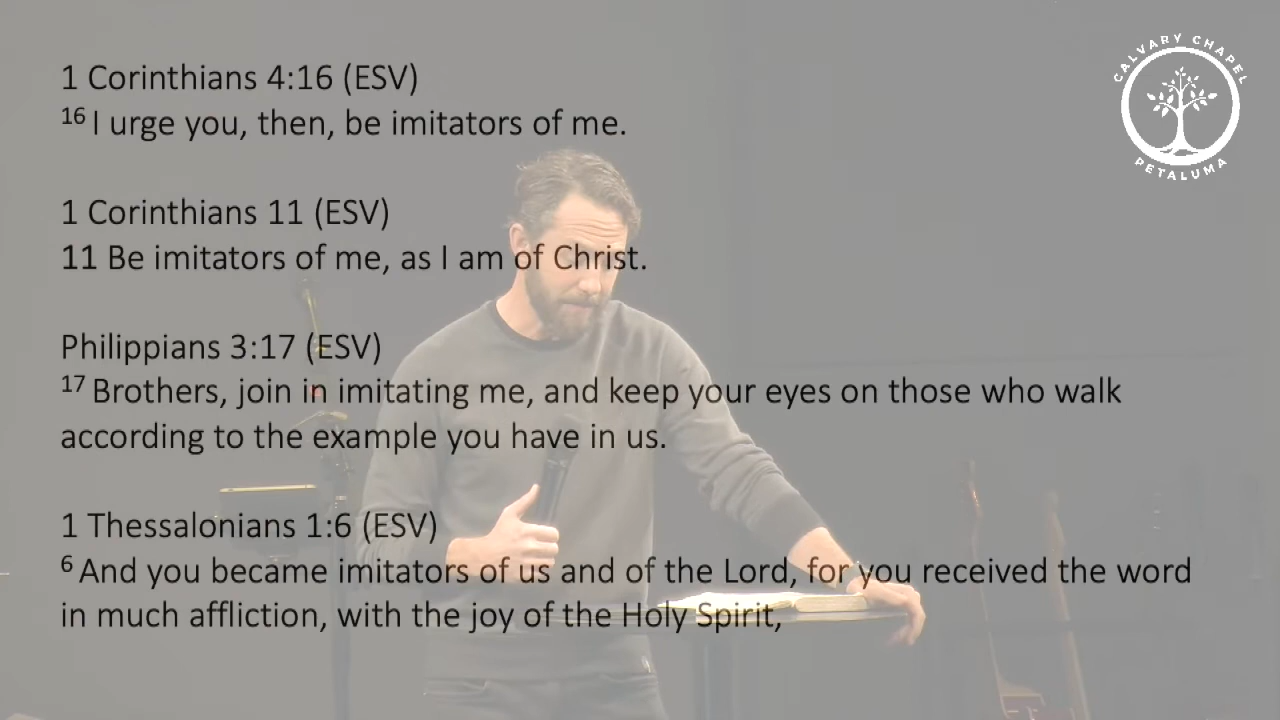 CALVARY CHAPEL
PETALUMA
1 Corinthians 4:16 (ESV)
16 I urge you, then, be imitators of me.
1 Corinthians 11 (ESV)
11 Be imitators of me, as I am of Christ.
Philippians 3:17 (ESV)
17 Brothers, join in imitating me, and keep your eyes on those who walk
according to the example you have in us.
1 Thessalonians 1:6 (ESV)
6 And you became imitators of us and of the Lord, for you received the word
in much affliction, with the joy of the Holy Spirit,